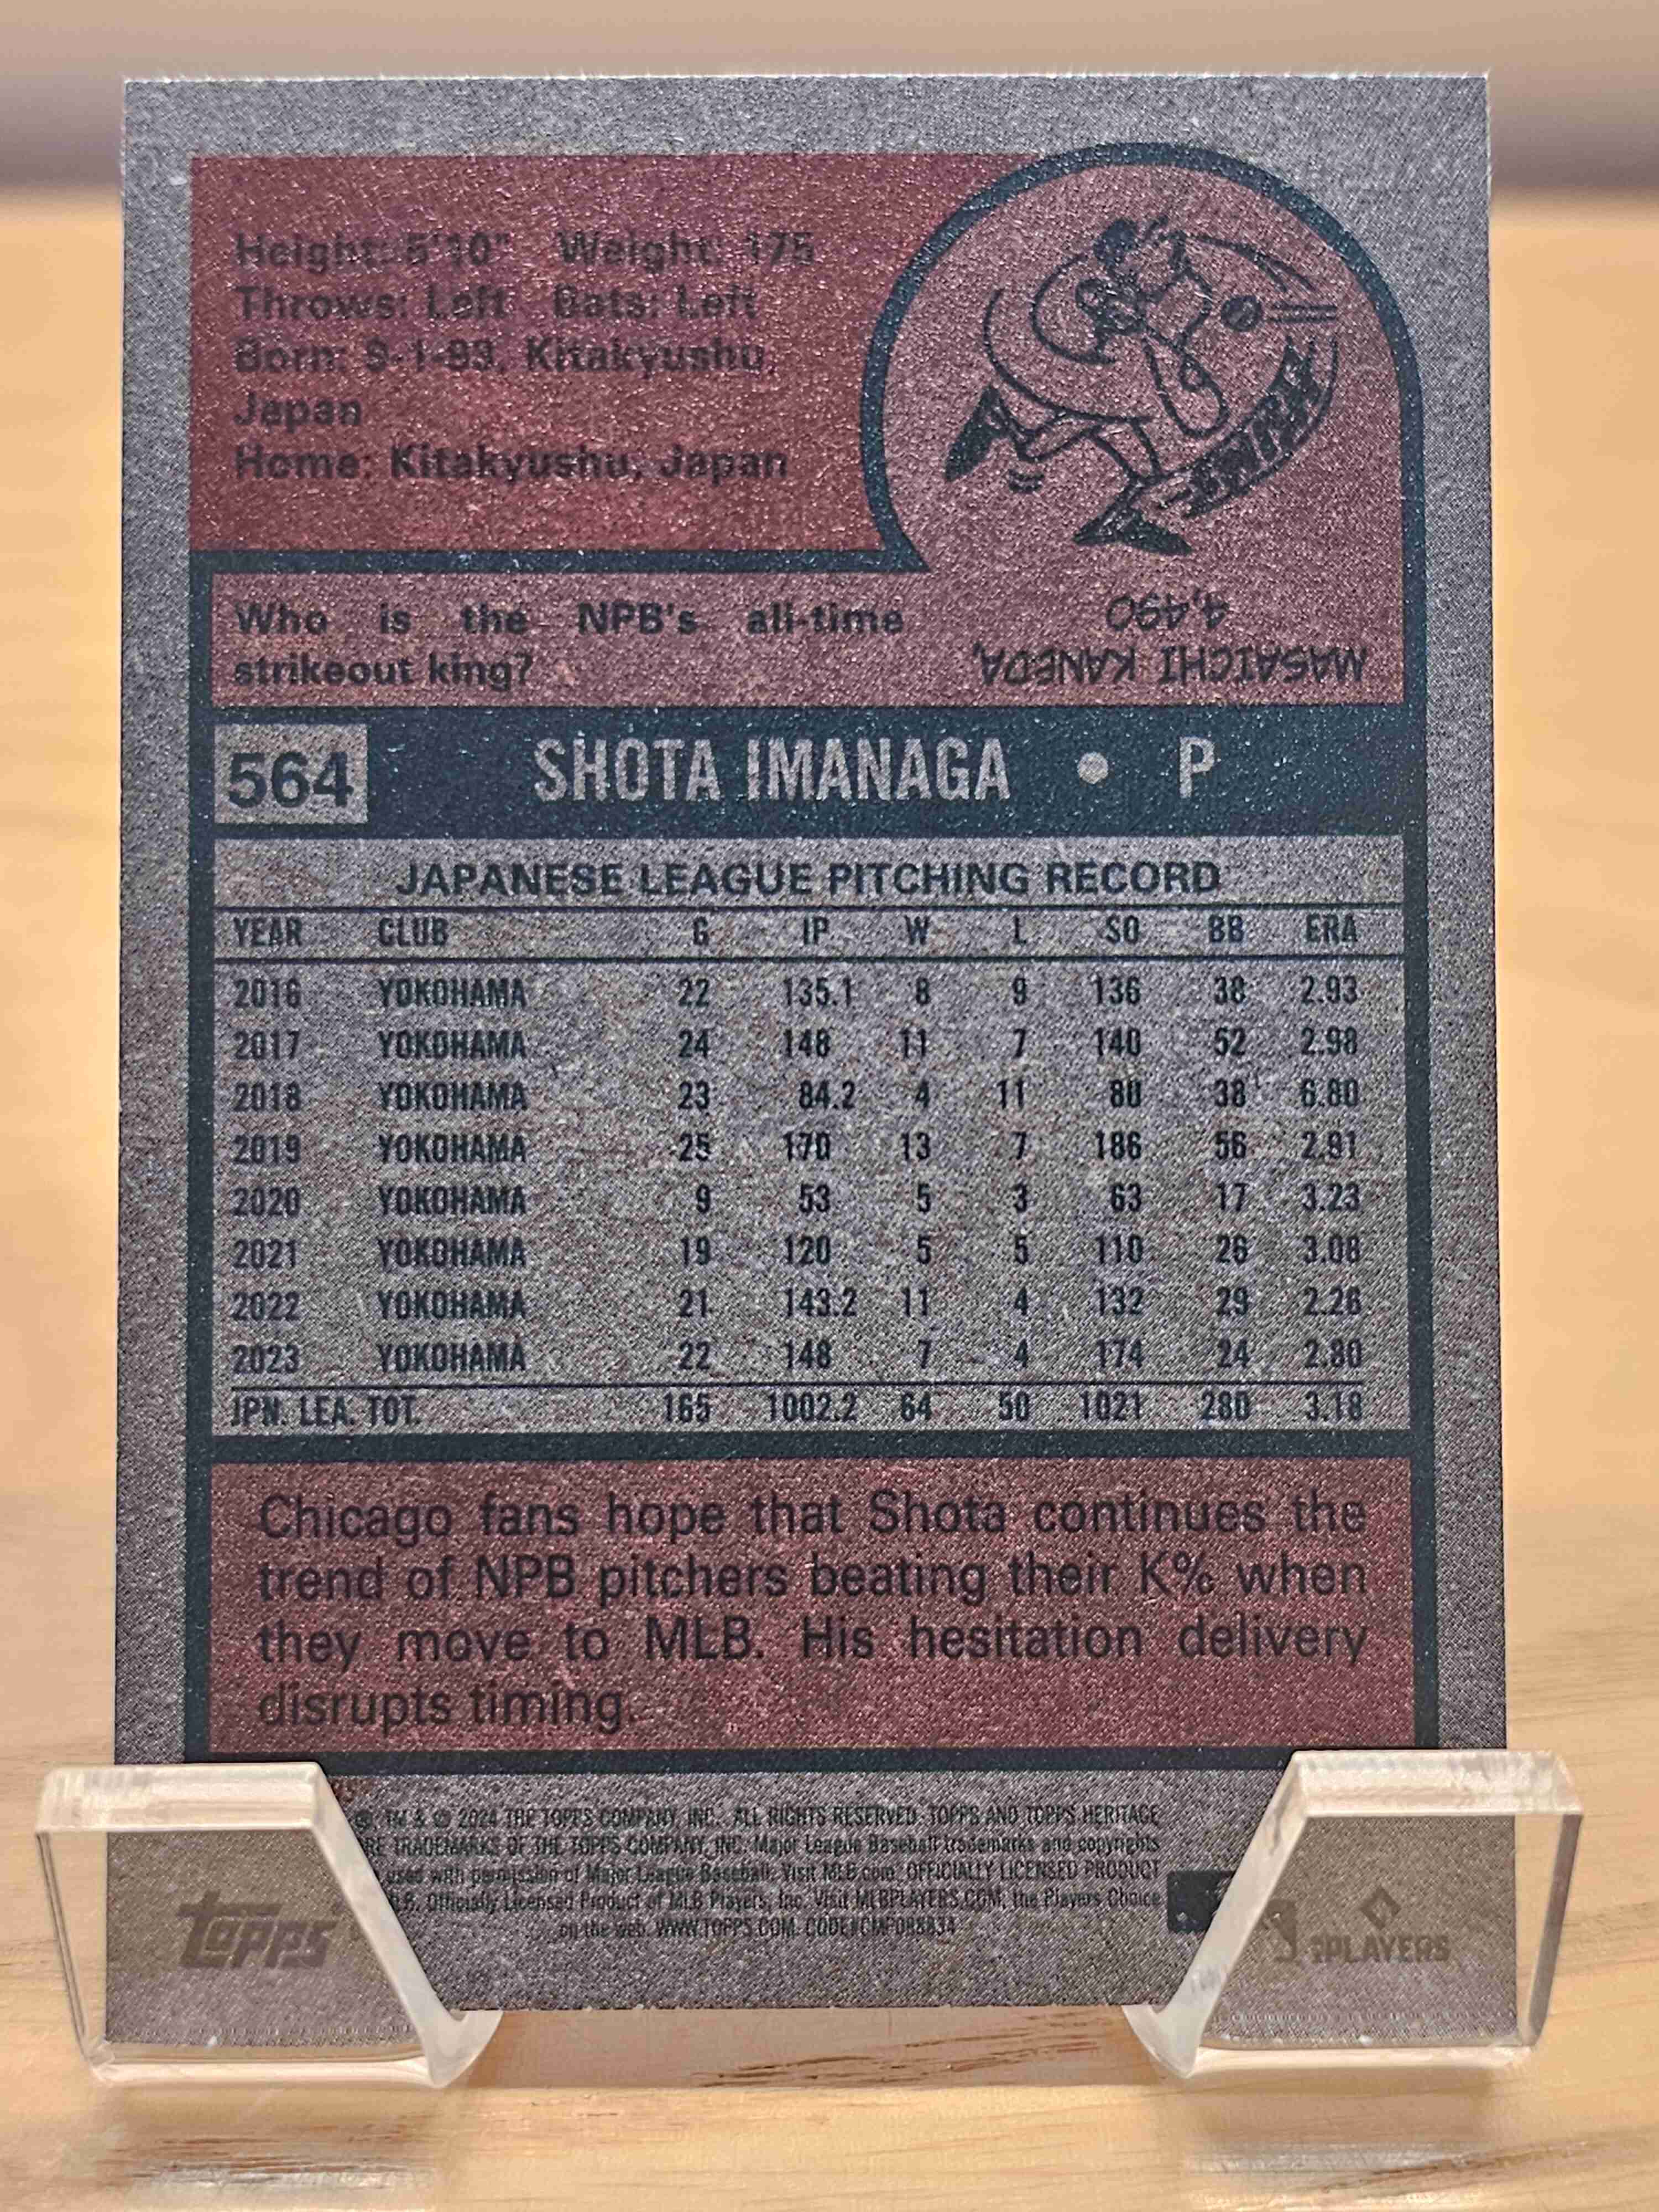 Height: 5'10" Weight: 175
Throws: Left Bats: Left
Born: 9-1-93, Kitakyushu,
Japan
Home: Kitakyushu, Japan
Who is the NPB's all-time
strikeout king?
MASAICHI KANEDA,
4,490
564 SHOTA IMANAGA • P
JAPANESE LEAGUE PITCHING RECORD
YEAR CLUB G IP W L SO BB ERA
2016 YOKOHAMA 22 135.1 8 9 136 38 2.93
2017 YOKOHAMA 24 148 11 7 140 52 2.98
2018 YOKOHAMA 23 84.2 4 11 80 38 6.80
2019 YOKOHAMA 25 170 13 7 186 56 2.91
2020 YOKOHAMA 9 53 5 3 63 17 3.23
2021 YOKOHAMA 19 120 5 5 110 26 3.08
2022 YOKOHAMA 21 143.2 11 4 132 29 2.26
2023 YOKOHAMA 22 148 7 4 174 24 2.80
JPN. LEA. TOT. 165 1002.2 64 50 1021 280 3.18
Chicago fans hope that Shota continues the
trend of NPB pitchers beating their K% when
they move to MLB. His hesitation delivery
disrupts timing.
®, TM & © 2024 THE TOPPS COMPANY, INC. ALL RIGHTS RESERVED. TOPPS AND TOPPS HERITAGE
TRADEMARKS OF THE TOPPS COMPANY, INC. Major League Baseball trademarks and copyrights
used with permission of Major League Baseball. Visit MLB.com. OFFICIALLY LICENSED PRODUCT
Officially Licensed Product of MLB Players, Inc. Visit MLBPLAYERS.COM, the Players Choice
on the web. WWW.TOPPS.COM. CODE#CMP088834
topps
PLAYERS